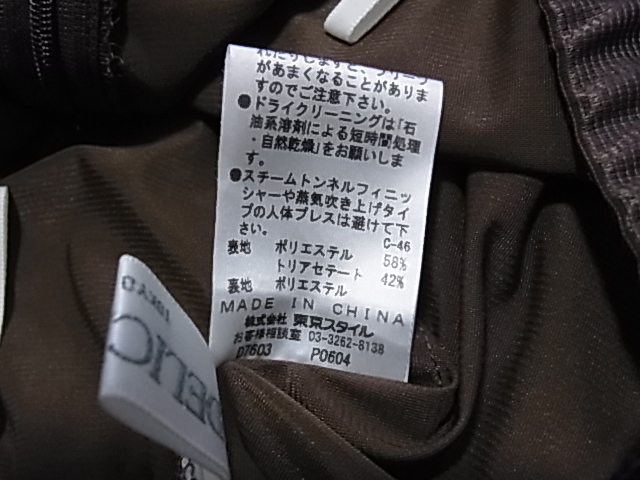 があまくなることがありま
すのでご注意下さい。
●ドライクリーニングは「石
油系溶剤による短時間処理
・自然乾燥」をお願いしま
す。
●スチームトンネルフィニッ
シャーや蒸気吹き上げタイ
プの人体プレスは避けて下
さい。
C-46
表地 ポリエステル 58%
トリアセテート 42%
裏地 ポリエステル
MADE IN CHINA
株式会社 東京スタイル
お客様相談室 03-3262-8138
D7603 P0604
DELIC